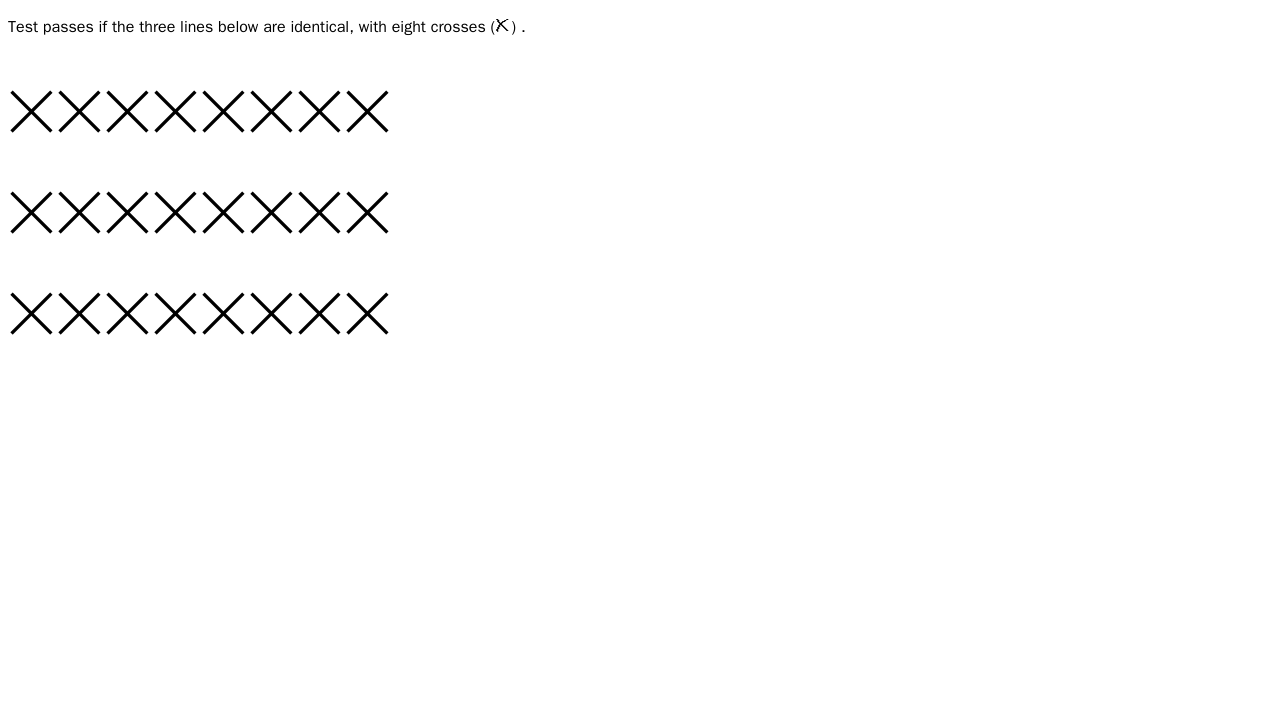 Test passes if the three lines below are identical, with eight crosses (╳) .
╳╳╳╳╳╳╳╳
╳╳╳╳╳╳╳╳
╳╳╳╳╳╳╳╳